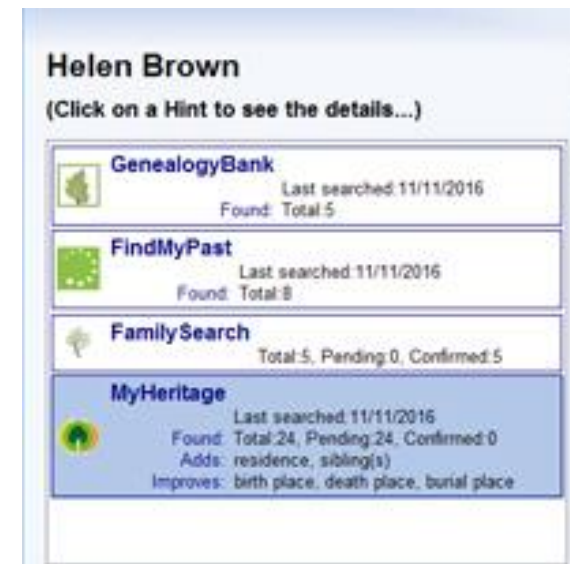 Helen Brown
(Click on a Hint to see the details...)
GenealogyBank
Last searched:11/11/2016
Found: Total:5
FindMyPast
Last searched:11/11/2016
Found: Total:8
FamilySearch
Total:5, Pending:0, Confirmed:5
MyHeritage
Last searched:11/11/2016
Found: Total:24, Pending:24, Confirmed:0
Adds: residence, sibling(s)
Improves: birth place, death place, burial place